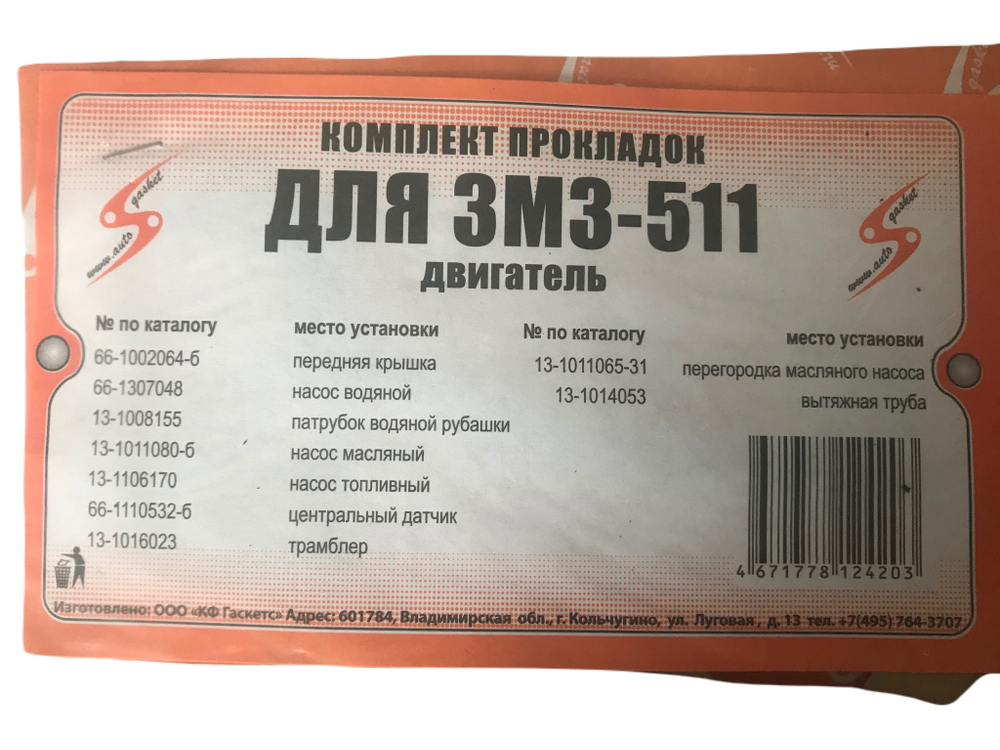 КОМПЛЕКТ ПРОКЛАДОК
ДЛЯ ЗМЗ-511
двигатель
www.auto gasket
www.auto gasket
№ по каталогу место установки
66-1002064-б передняя крышка
66-1307048 насос водяной
13-1008155 патрубок водяной рубашки
13-1011080-б насос масляный
13-1106170 насос топливный
66-1110532-б центральный датчик
13-1016023 трамблер
№ по каталогу место установки
13-1011065-31 перегородка масляного насоса
13-1014053 вытяжная труба
4 671778 124203
Изготовлено: ООО «КФ Гаскетс» Адрес: 601784, Владимирская обл., г. Кольчугино, ул. Луговая, д. 13 тел. +7(495) 764-3707